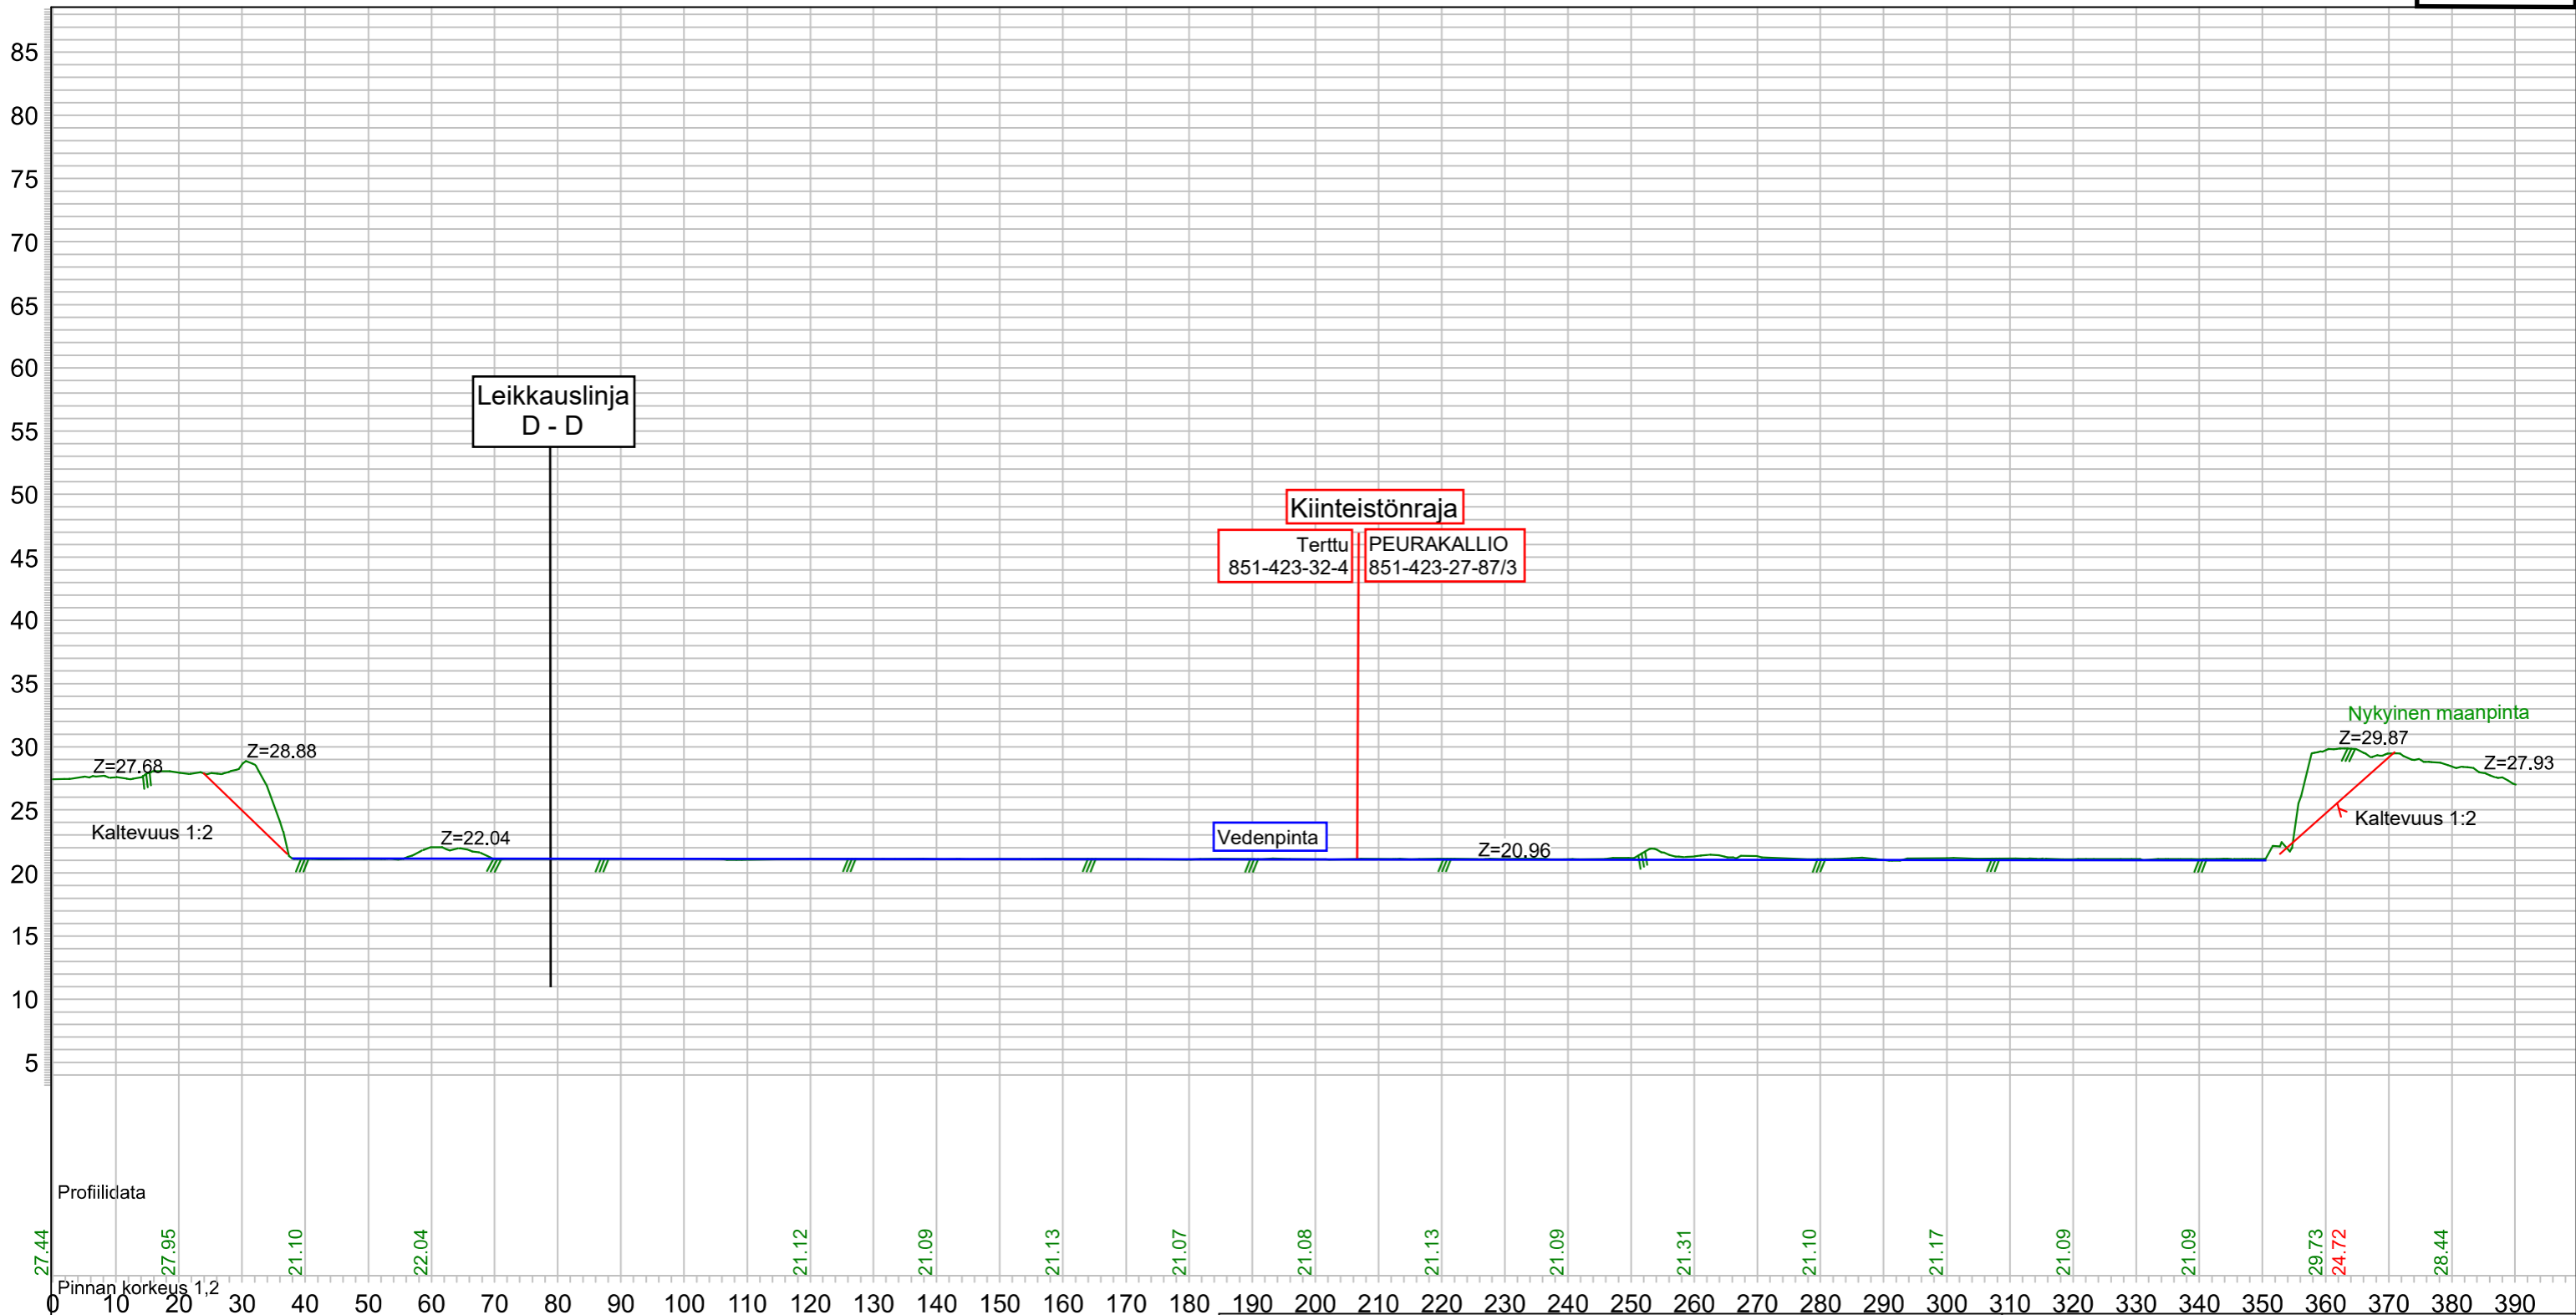 85
80
75
70
65
60
55
50
45
40
35
30
25
20
15
10
5
Leikkauslinja
D - D
Kiinteistönraja
Terttu
851-423-32-4
PEURAKALLIO
851-423-27-87/3
Nykyinen maanpinta
Z=27.68
Z=28.88
Z=29.87
Z=27.93
Kaltevuus 1:2
Z=22.04
Vedenpinta
Z=20.96
Kaltevuus 1:2
Profiilidata
27.44 27.95 21.10 22.04 21.12 21.09 21.13 21.07 21.08 21.13 21.09 21.31 21.10 21.17 21.09 21.09 29.73 24.72 28.44
Pinnan korkeus 1,2
0 10 20 30 40 50 60 70 80 90 100 110 120 130 140 150 160 170 180 190 200 210 220 230 240 250 260 270 280 290 300 310 320 330 340 350 360 370 380 390